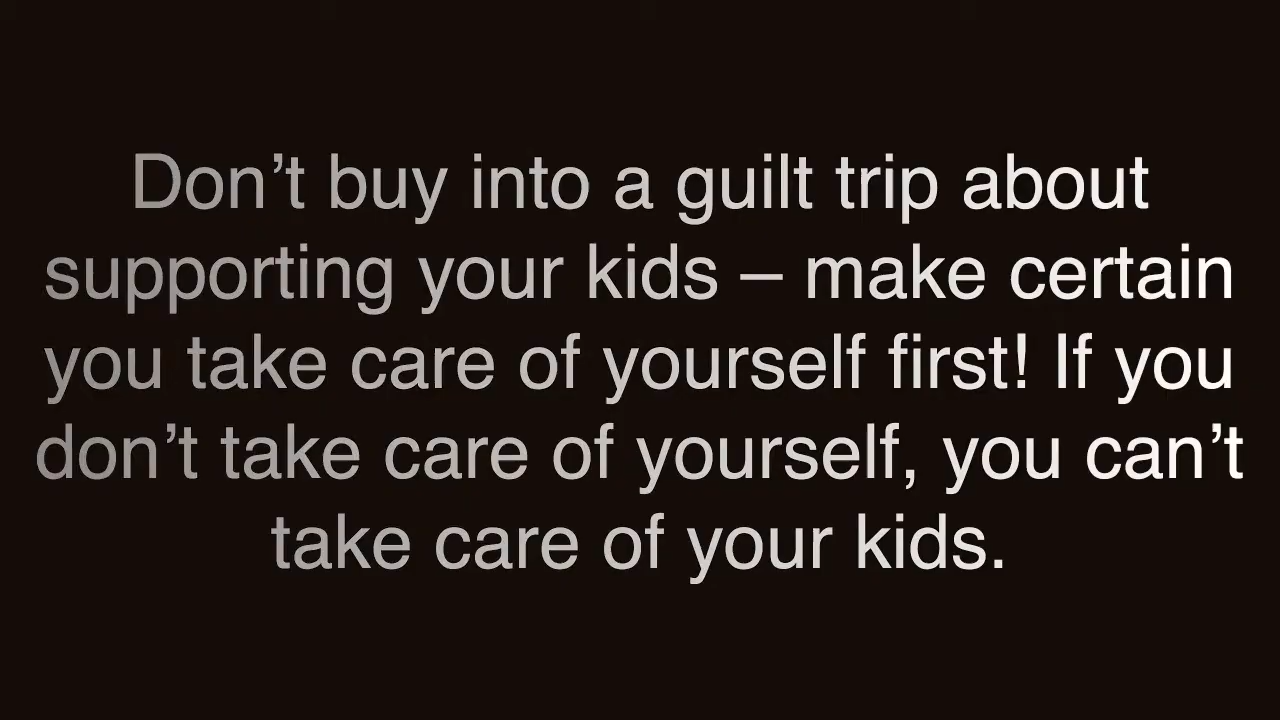 Don’t buy into a guilt trip about
supporting your kids – make certain
you take care of yourself first! If you
don’t take care of yourself, you can’t
take care of your kids.